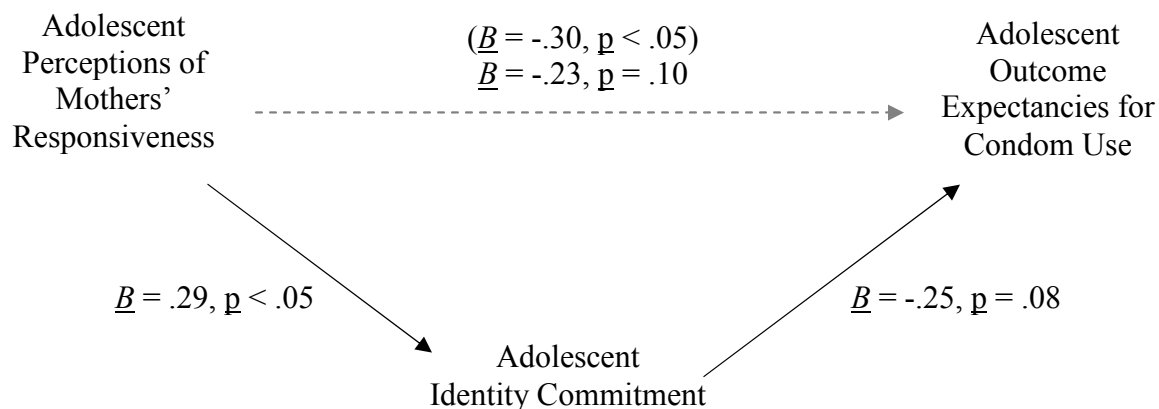 Adolescent
Perceptions of
Mothers’
Responsiveness
(B = -.30, p < .05)
B = -.23, p = .10
Adolescent
Outcome
Expectancies for
Condom Use
B = .29, p < .05
B = -.25, p = .08
Adolescent
Identity Commitment